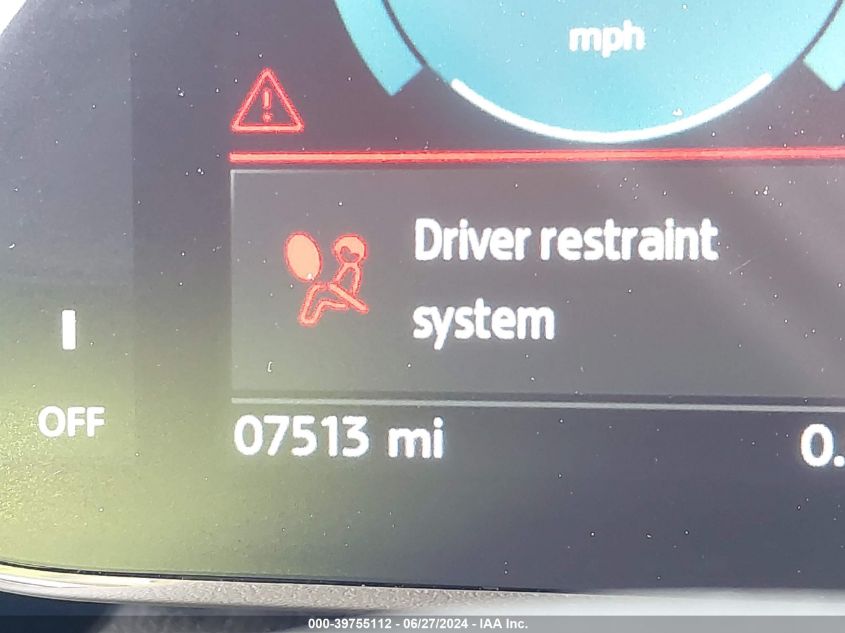 mph
Driver restraint
system
OFF
07513 mi
0.
000-39755112 - 06/27/2024 - IAA Inc.